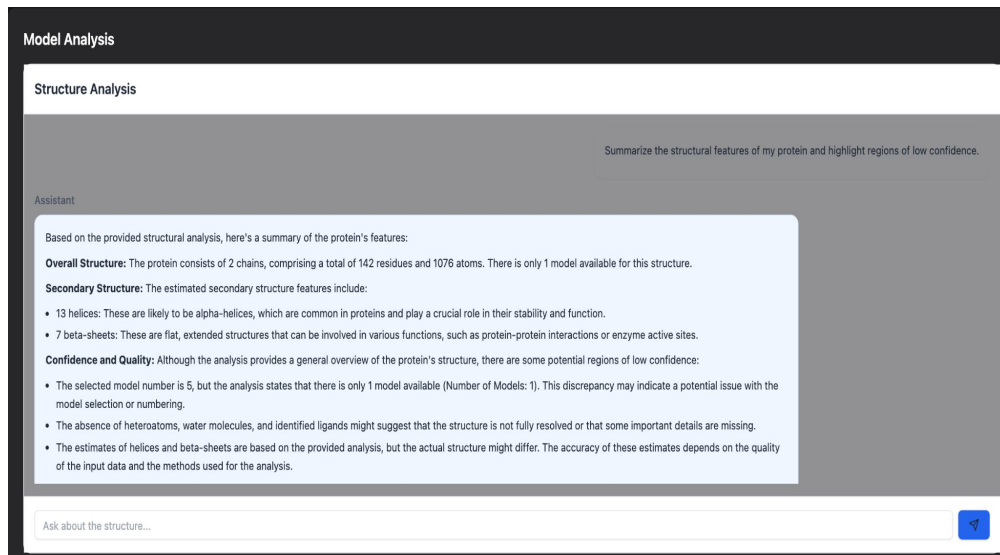 Model Analysis
Structure Analysis
Summarize the structural features of my protein and highlight regions of low confidence.
Assistant
Based on the provided structural analysis, here's a summary of the protein's features:
Overall Structure: The protein consists of 2 chains, comprising a total of 142 residues and 1076 atoms. There is only 1 model available for this structure.
Secondary Structure: The estimated secondary structure features include:
• 13 helices: These are likely to be alpha-helices, which are common in proteins and play a crucial role in their stability and function.
• 7 beta-sheets: These are flat, extended structures that can be involved in various functions, such as protein-protein interactions or enzyme active sites.
Confidence and Quality: Although the analysis provides a general overview of the protein's structure, there are some potential regions of low confidence:
• The selected model number is 5, but the analysis states that there is only 1 model available (Number of Models: 1). This discrepancy may indicate a potential issue with the
model selection or numbering.
• The absence of heteroatoms, water molecules, and identified ligands might suggest that the structure is not fully resolved or that some important details are missing.
• The estimates of helices and beta-sheets are based on the provided analysis, but the actual structure might differ. The accuracy of these estimates depends on the quality
of the input data and the methods used for the analysis.
Ask about the structure...